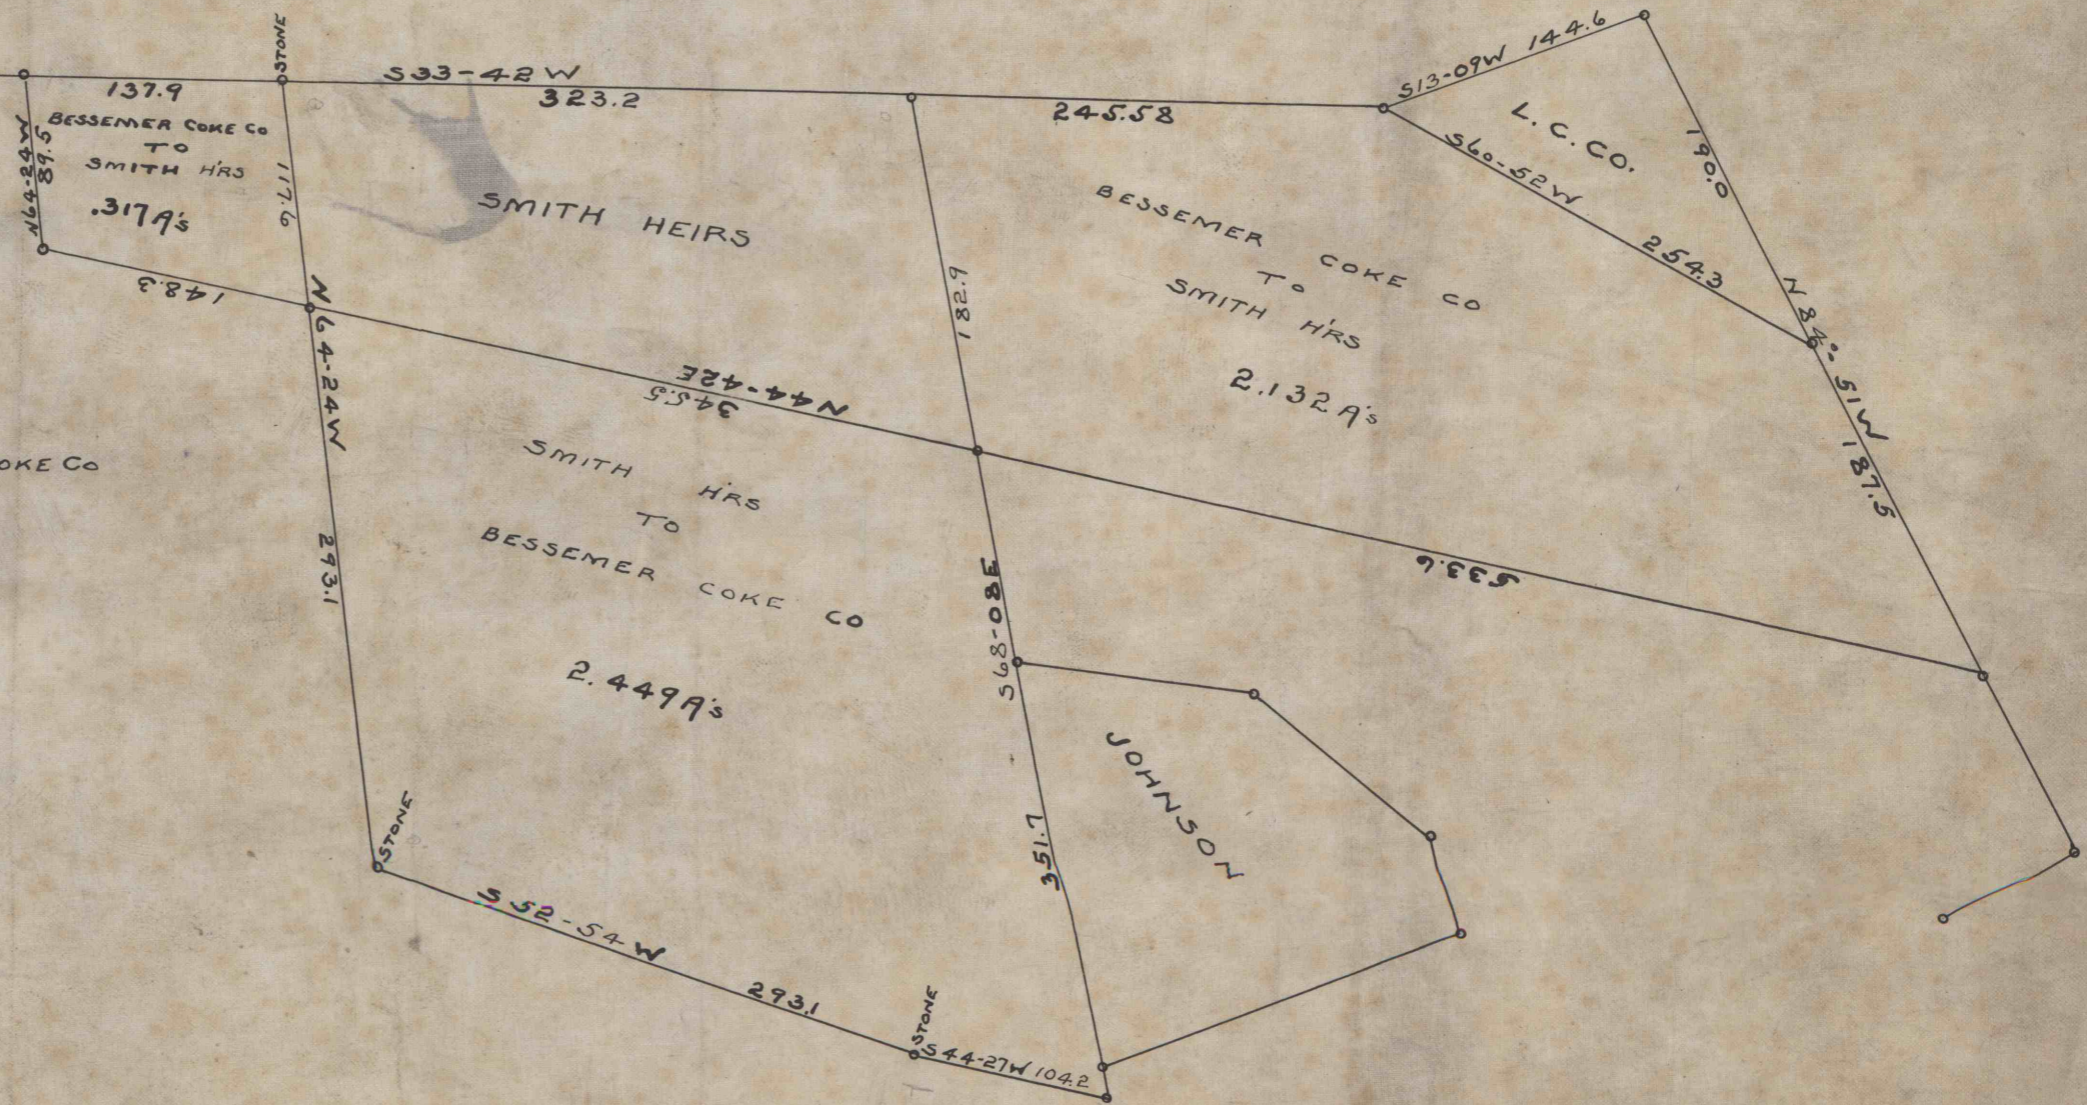 STONE
S33-42W
323.2
137.9
N64-24W
89.5
BESSEMER COKE CO
TO
SMITH H'RS
.317A's
117.6
148.3
SMITH HEIRS
245.58
S13-09W 144.6
L. C. CO.
190.0
S60-52W
254.3
N84°-51W
187.5
BESSEMER COKE CO
TO
SMITH H'RS
2.132A's
182.9
N44-42E
345.5
N64-24W
293.1
OKE CO
SMITH H'RS
TO
BESSEMER COKE CO
2.449A's
533.6
S68-08E
351.7
JOHNSON
STONE
S52-54W
293.1
STONE
S44-27W 104.2